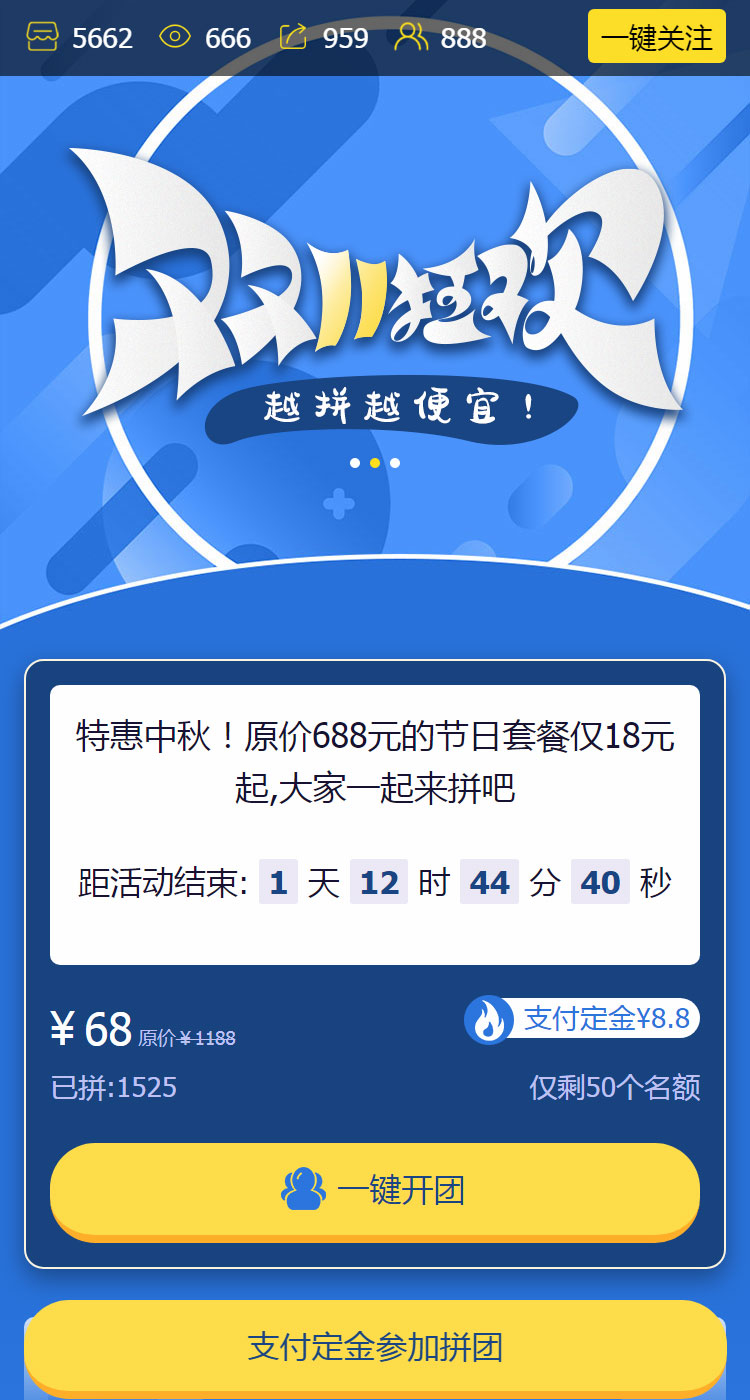 5662 666 959 888 一键关注
双双11狂欢
越拼越便宜！
特惠中秋！原价688元的节日套餐仅18元
起,大家一起来拼吧
距活动结束: 1 天 12 时 44 分 40 秒
¥ 68 原价¥1188 支付定金¥8.8
已拼:1525 仅剩50个名额
一键开团
支付定金参加拼团